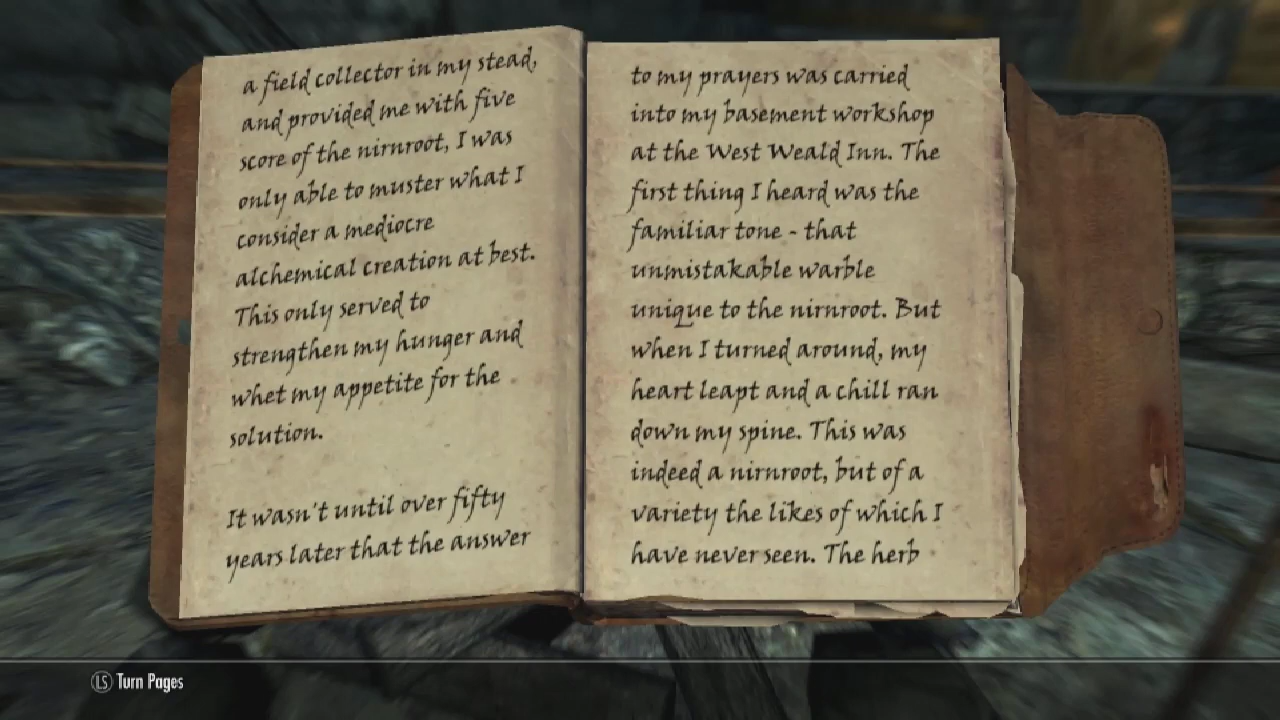 a field collector in my stead,
and provided me with five
score of the nirnroot, I was
only able to muster what I
consider a mediocre
alchemical creation at best.
This only served to
strengthen my hunger and
whet my appetite for the
solution.
It wasn't until over fifty
years later that the answer
to my prayers was carried
into my basement workshop
at the West Weald Inn. The
first thing I heard was the
familiar tone - that
unmistakable warble
unique to the nirnroot. But
when I turned around, my
heart leapt and a chill ran
down my spine. This was
indeed a nirnroot, but of a
variety the likes of which I
have never seen. The herb
LS Turn Pages